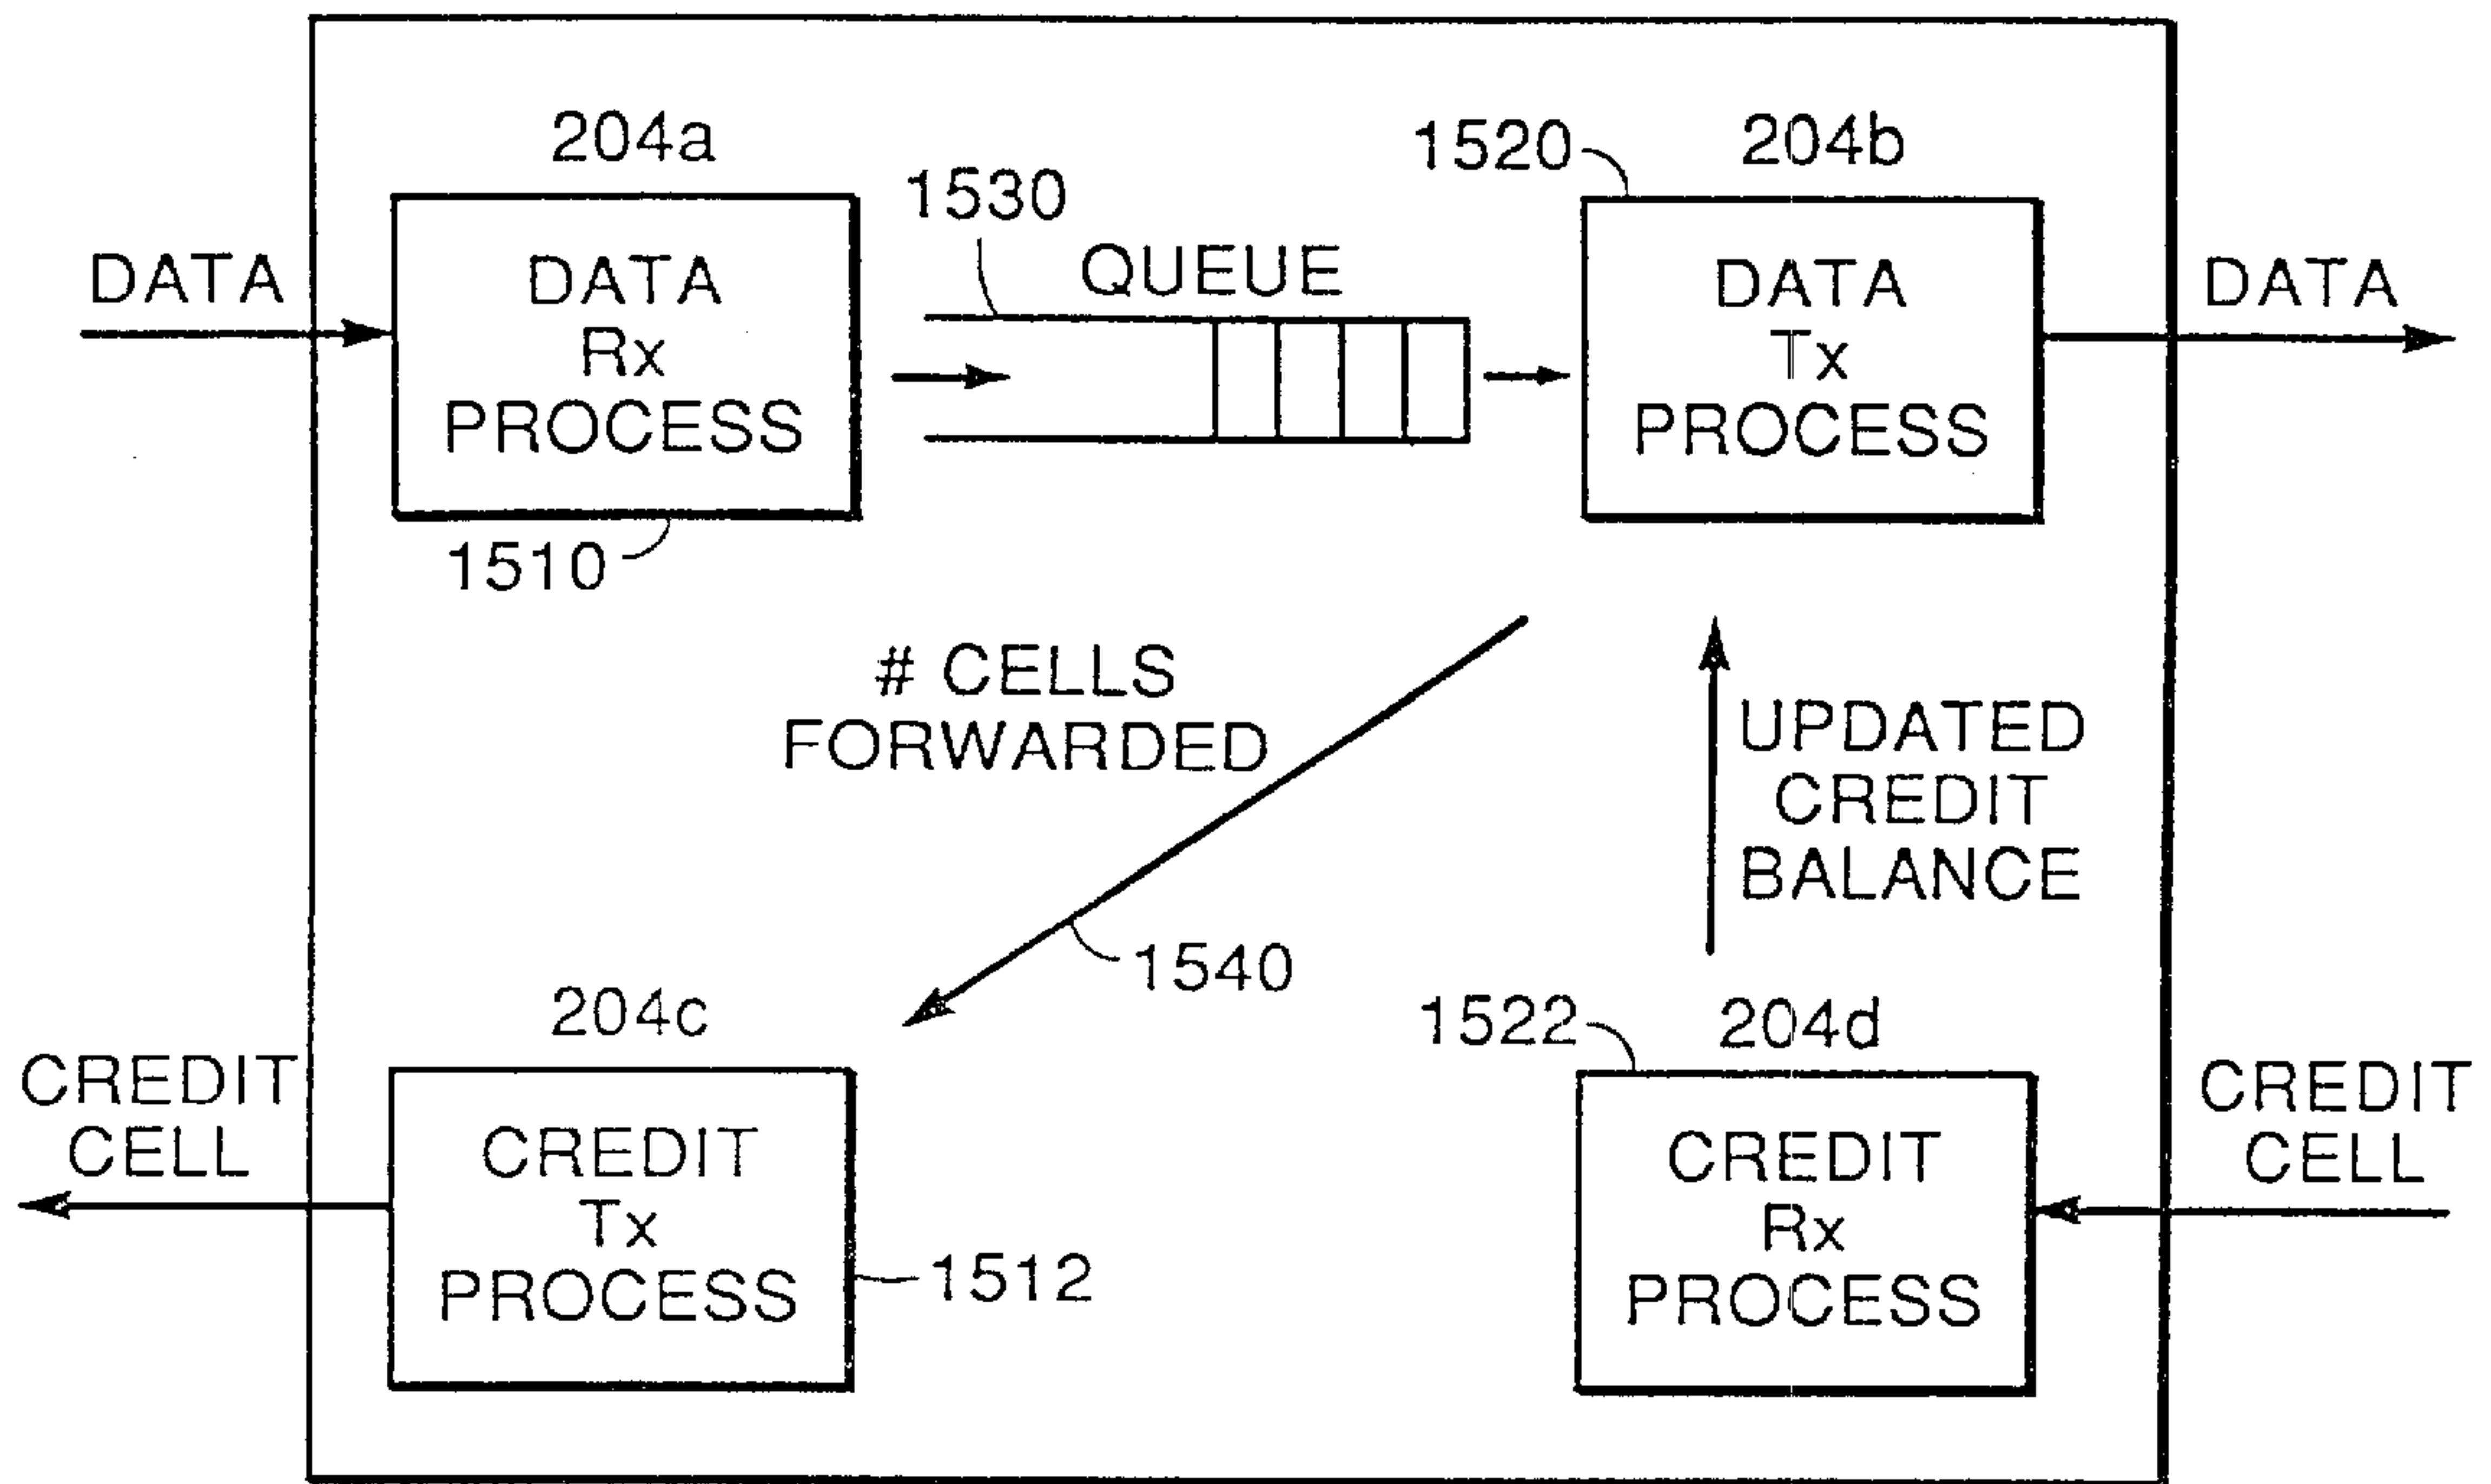 204a
1520
204b
1530
DATA
DATA
Rx
PROCESS
QUEUE
DATA
Tx
PROCESS
DATA
1510
# CELLS
FORWARDED
UPDATED
CREDIT
BALANCE
1540
204c
1522
204d
CREDIT
CELL
CREDIT
Tx
PROCESS
1512
CREDIT
Rx
PROCESS
CREDIT
CELL